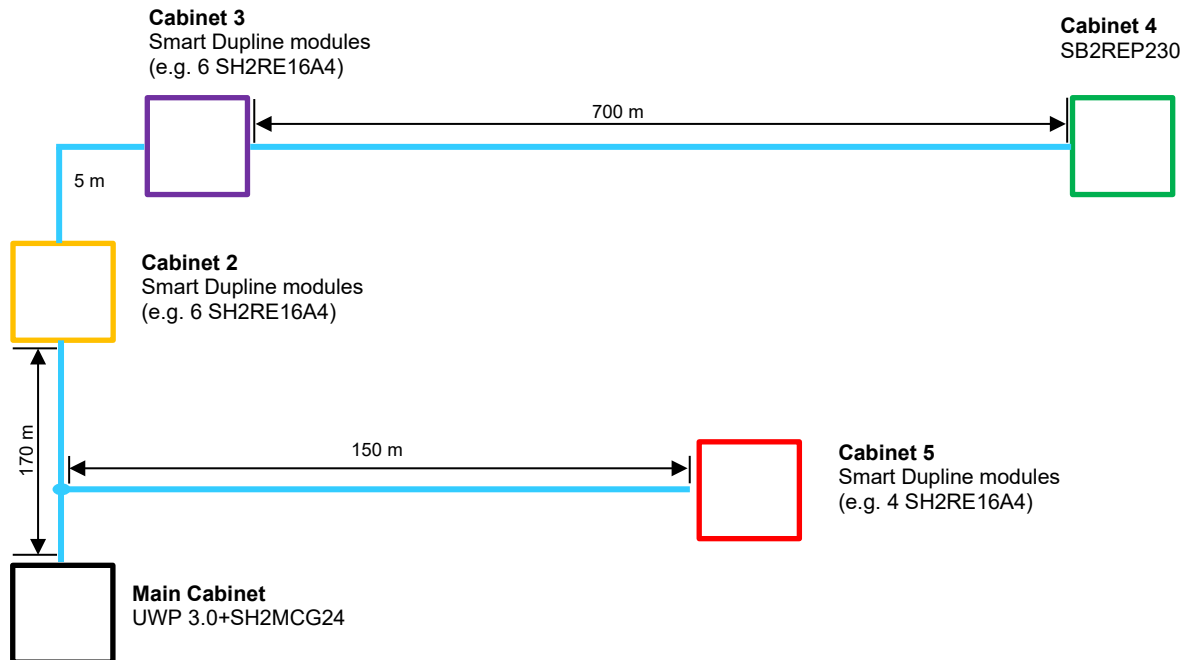 Cabinet 3
Smart Dupline modules
(e.g. 6 SH2RE16A4)
Cabinet 4
SB2REP230
700 m
5 m
Cabinet 2
Smart Dupline modules
(e.g. 6 SH2RE16A4)
170 m
150 m
Cabinet 5
Smart Dupline modules
(e.g. 4 SH2RE16A4)
Main Cabinet
UWP 3.0+SH2MCG24